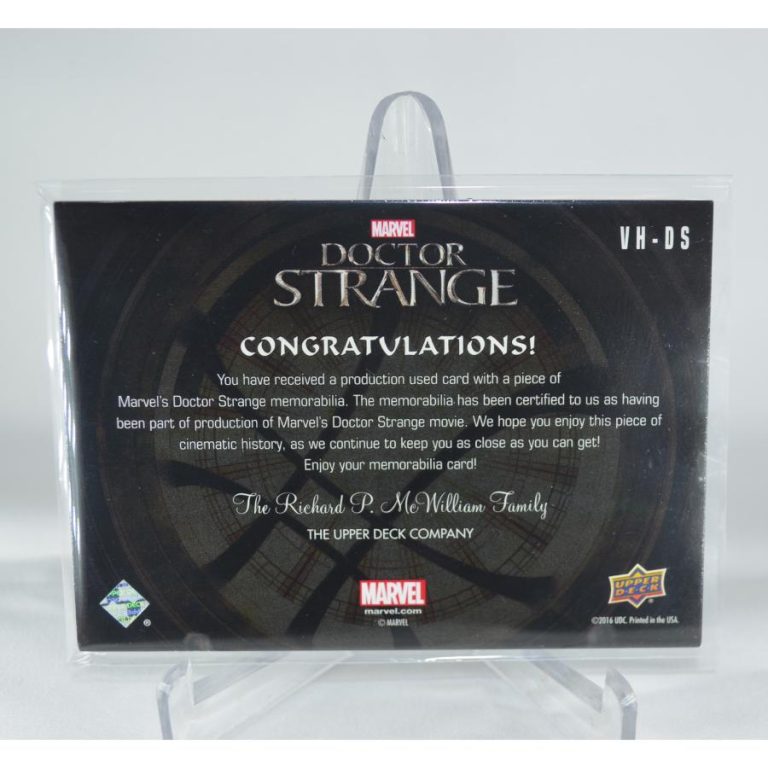 MARVEL
VH-DS
DOCTOR
STRANGE
CONGRATULATIONS!
You have received a production used card with a piece of
Marvel's Doctor Strange memorabilia. The memorabilia has been certified to us as having
been part of production of Marvel's Doctor Strange movie. We hope you enjoy this piece of
cinematic history, as we continue to keep you as close as you can get!
Enjoy your memorabilia card!
The Richard P. McWilliam Family
THE UPPER DECK COMPANY
MARVEL
marvel.com
© MARVEL
®
UPPER
D·E·C·K
©2016 UDC. Printed in the USA.